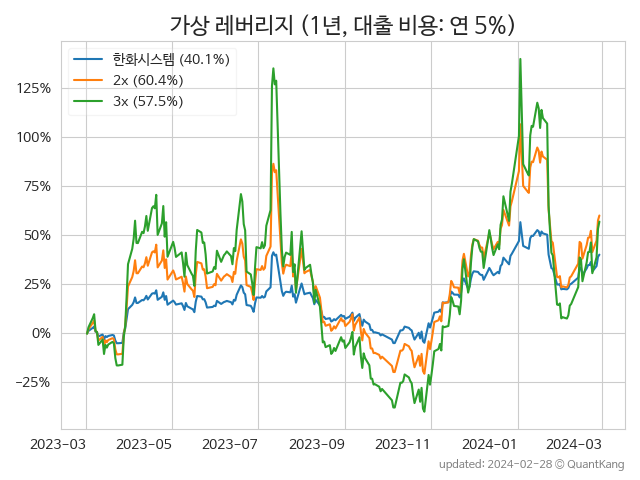 가상 레버리지 (1년, 대출 비용: 연 5%)
한화시스템 (40.1%)
2x (60.4%)
3x (57.5%)
125%
100%
75%
50%
25%
0%
−25%
2023-03
2023-05
2023-07
2023-09
2023-11
2024-01
2024-03
updated: 2024-02-28 © QuantKang